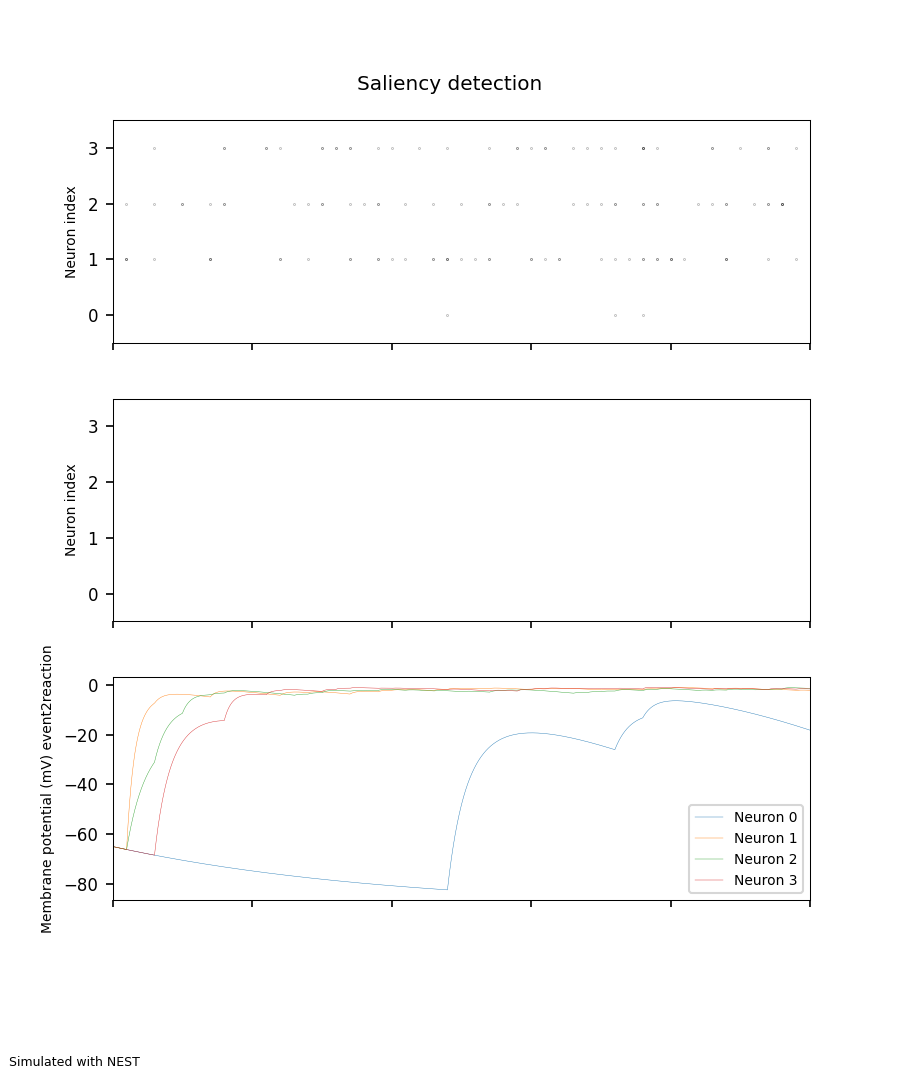 Saliency detection
3
2
1
0
Neuron index
3
2
1
0
Neuron index
0
−20
−40
−60
−80
Membrane potential (mV) event2reaction
Neuron 0
Neuron 1
Neuron 2
Neuron 3
Simulated with NEST